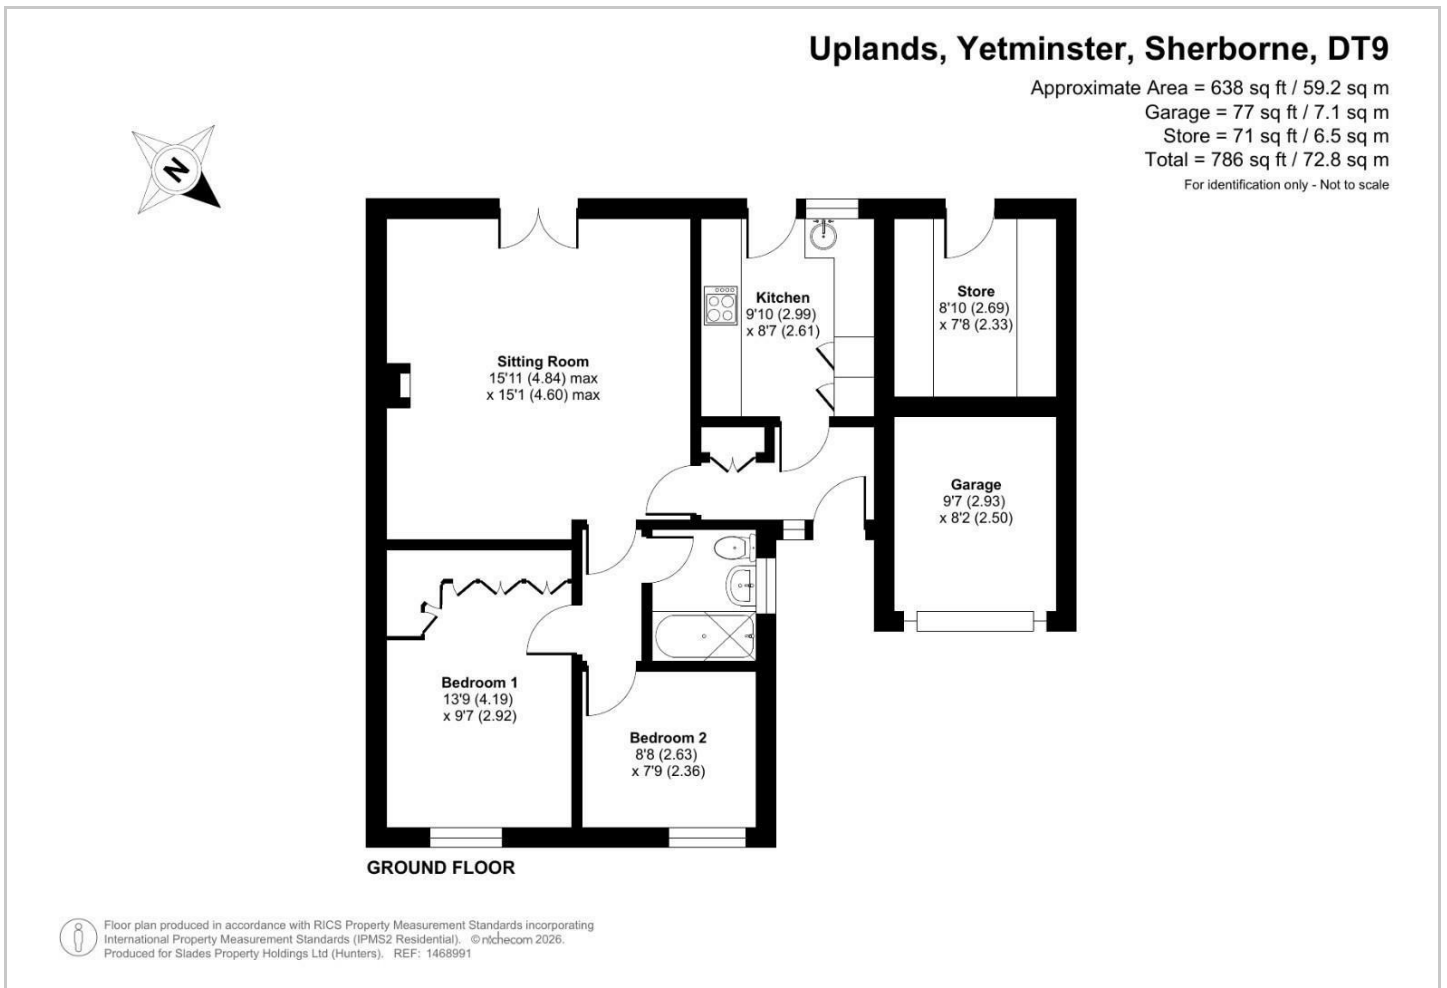 Uplands, Yetminster, Sherborne, DT9
Approximate Area = 638 sq ft / 59.2 sq m
Garage = 77 sq ft / 7.1 sq m
Store = 71 sq ft / 6.5 sq m
Total = 786 sq ft / 72.8 sq m
For identification only - Not to scale
N
Kitchen
9'10 (2.99)
x 8'7 (2.61)
Store
8'10 (2.69)
x 7'8 (2.33)
Sitting Room
15'11 (4.84) max
x 15'1 (4.60) max
Garage
9'7 (2.93)
x 8'2 (2.50)
Bedroom 1
13'9 (4.19)
x 9'7 (2.92)
Bedroom 2
8'8 (2.63)
x 7'9 (2.36)
GROUND FLOOR
Floor plan produced in accordance with RICS Property Measurement Standards incorporating
International Property Measurement Standards (IPMS2 Residential). © nichecom 2026.
Produced for Slades Property Holdings Ltd (Hunters). REF: 1468991